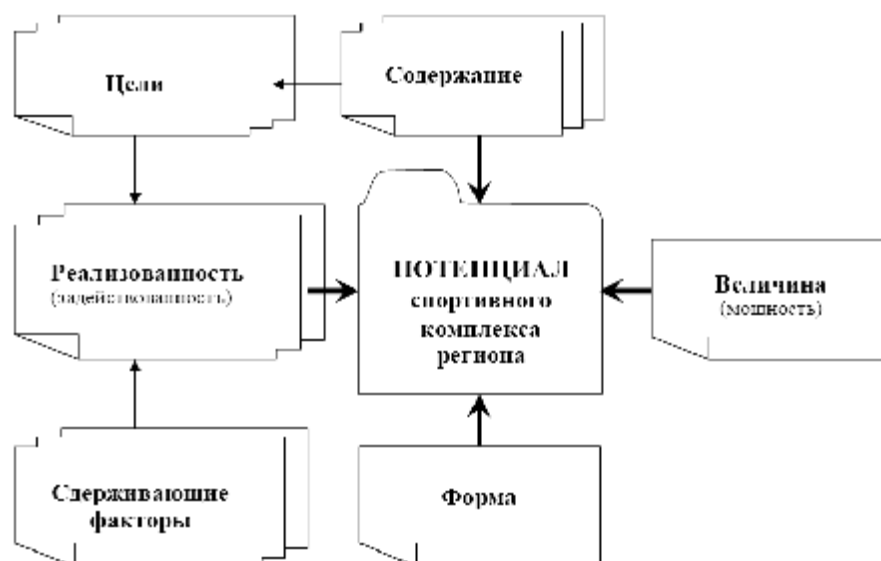 Цели
Содержание
Реализованность
(задействованность)
ПОТЕНЦИАЛ
спортивного
комплекса
региона
Величина
(мощность)
Сдерживающие
факторы
Форма